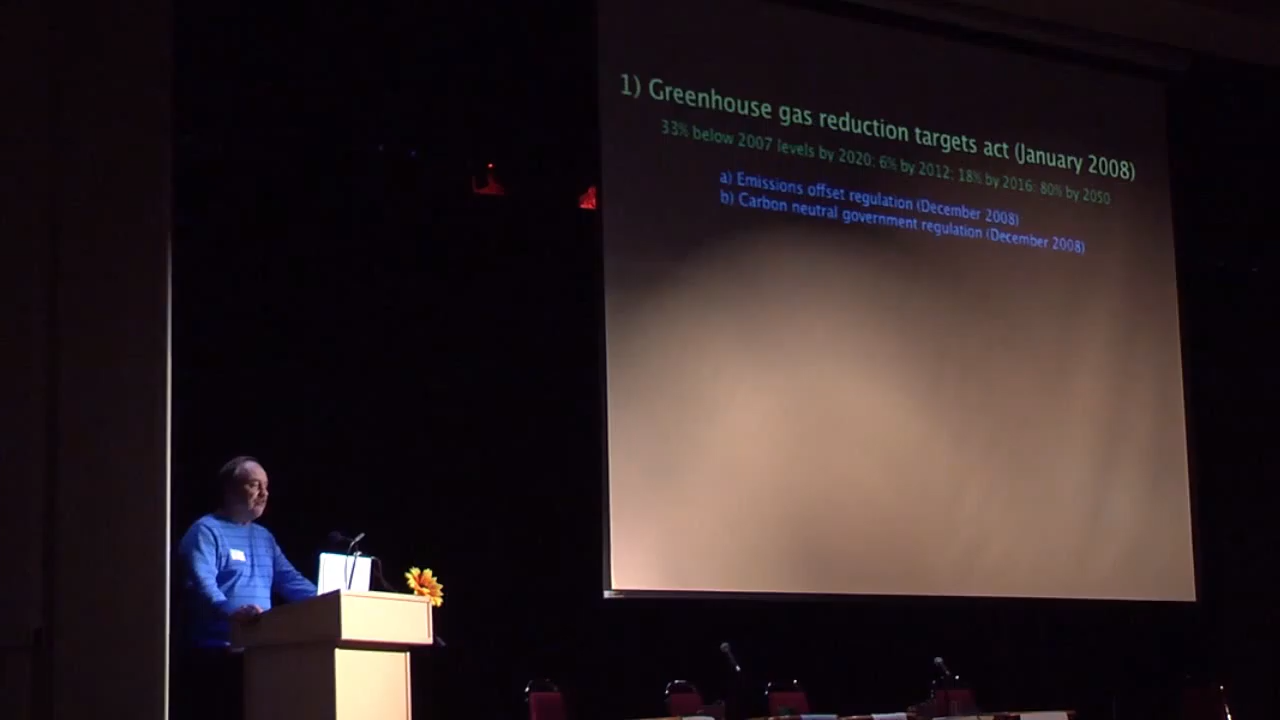 1) Greenhouse gas reduction targets act (January 2008)
33% below 2007 levels by 2020; 6% by 2012; 18% by 2016; 80% by 2050
a) Emissions offset regulation (December 2008)
b) Carbon neutral government regulation (December 2008)